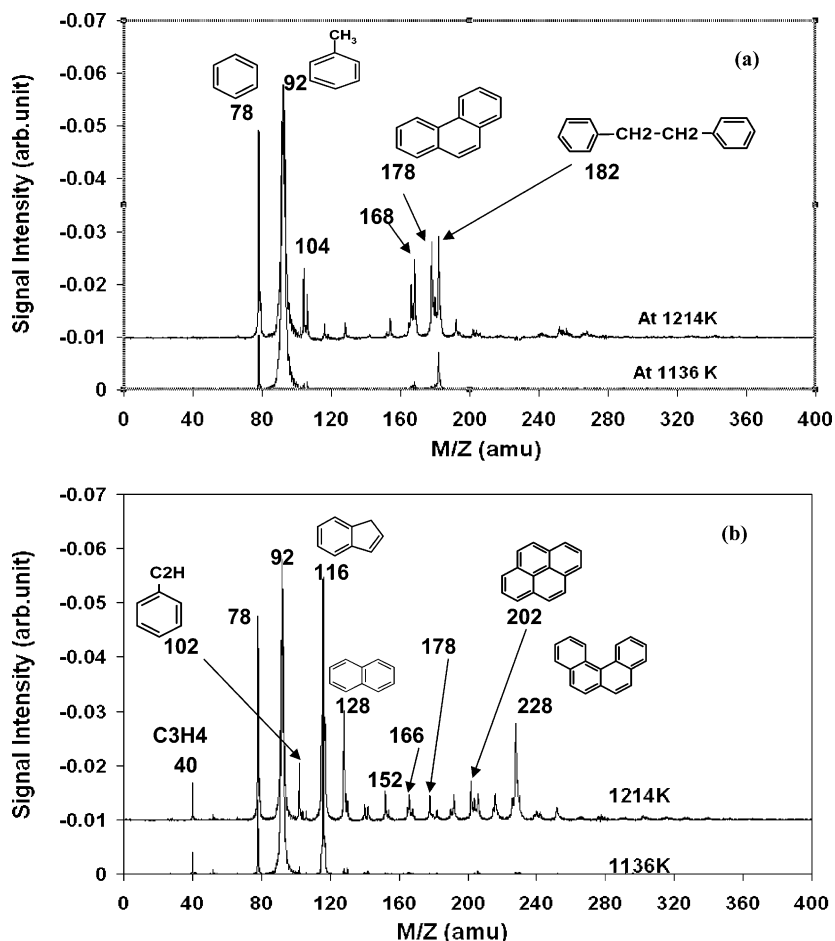 -0.07
(a)
CH3
-0.06
92
78
-0.05
CH2-CH2
178
182
-0.04
168
-0.03
104
-0.02
At 1214K
-0.01
At 1136 K
0
0 40 80 120 160 200 240 280 320 360 400
M/Z (amu)
Signal Intensity (arb.unit)
-0.07
(b)
-0.06
92
116
C2H
-0.05
78
202
102
178
-0.04
128
228
-0.03
C3H4
166
40
152
-0.02
1214K
-0.01
1136K
0
0 40 80 120 160 200 240 280 320 360 400
M/Z (amu)
Signal Intensity (arb.unit)